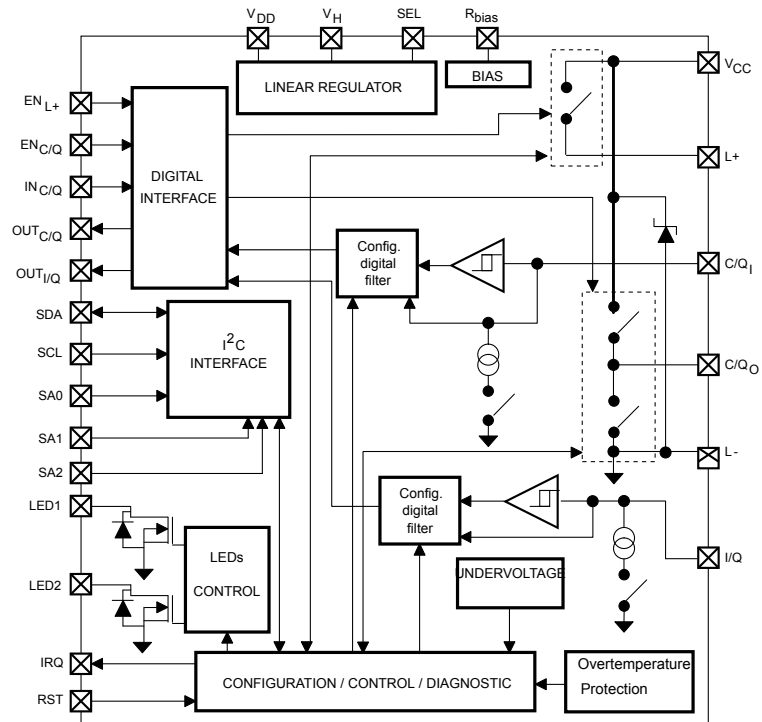 VDD
VH
SEL
Rbias
LINEAR REGULATOR
BIAS
VCC
ENL+
ENC/Q
INC/Q
OUTC/Q
OUTI/Q
DIGITAL
INTERFACE
L+
Config.
digital
filter
C/QI
SDA
SCL
SA0
SA1
SA2
I2C
INTERFACE
C/QO
L-
LED1
LED2
LEDs
CONTROL
Config.
digital
filter
UNDERVOLTAGE
I/Q
IRQ
RST
CONFIGURATION / CONTROL / DIAGNOSTIC
Overtemperature
Protection